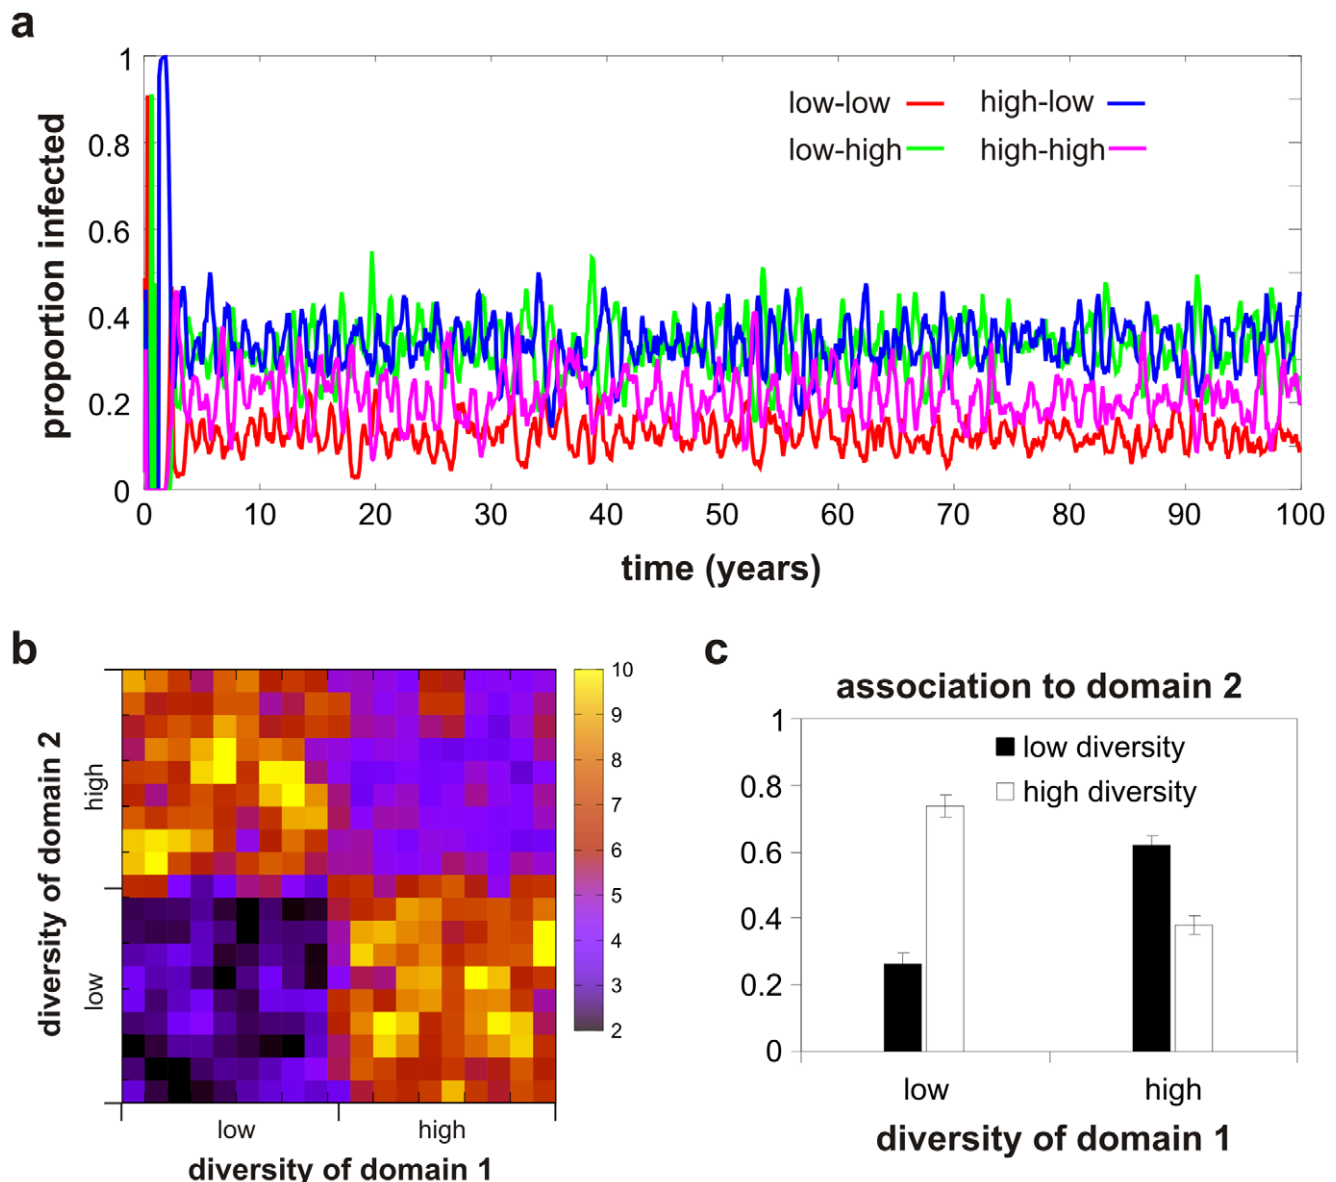 a
proportion infected
1
0.8
0.6
0.4
0.2
0
low-low
high-low
low-high
high-high
0 10 20 30 40 50 60 70 80 90 100
time (years)
b
diversity of domain 2
high
low
low high
diversity of domain 1
10
9
8
7
6
5
4
3
2
c
association to domain 2
1
0.8
0.6
0.4
0.2
0
low diversity
high diversity
low high
diversity of domain 1